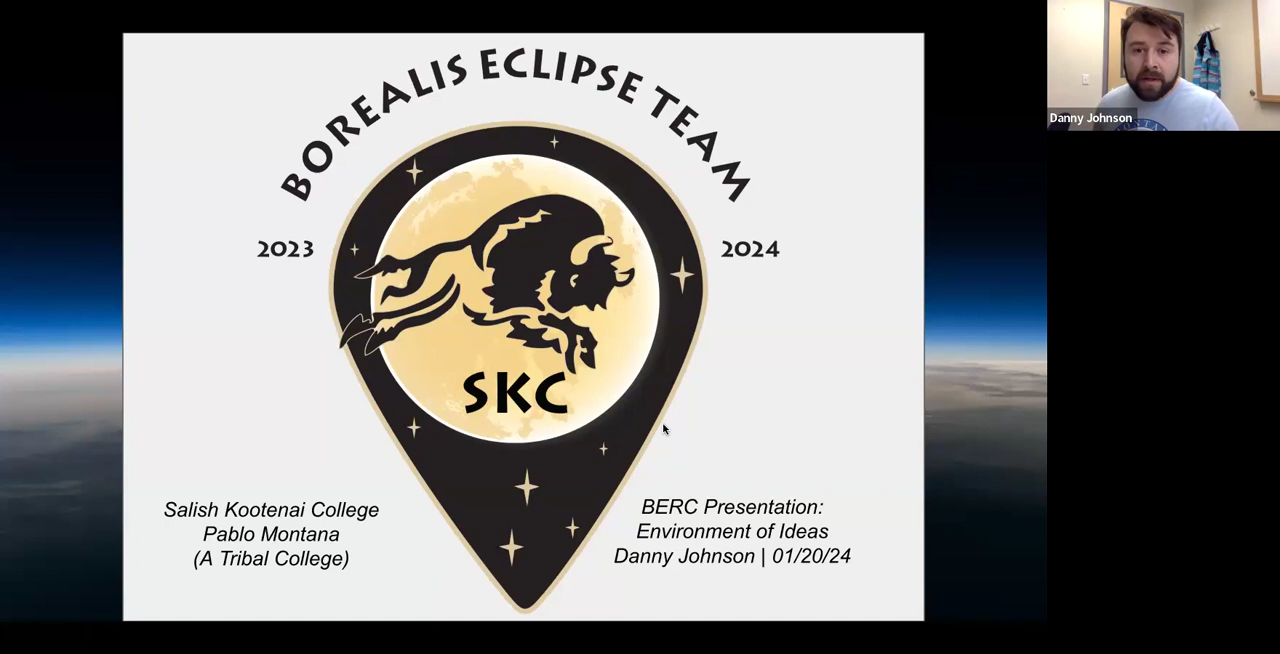 BOREALIS ECLIPSE TEAM
2023
2024
SKC
Salish Kootenai College
Pablo Montana
(A Tribal College)
BERC Presentation:
Environment of Ideas
Danny Johnson | 01/20/24
Danny Johnson